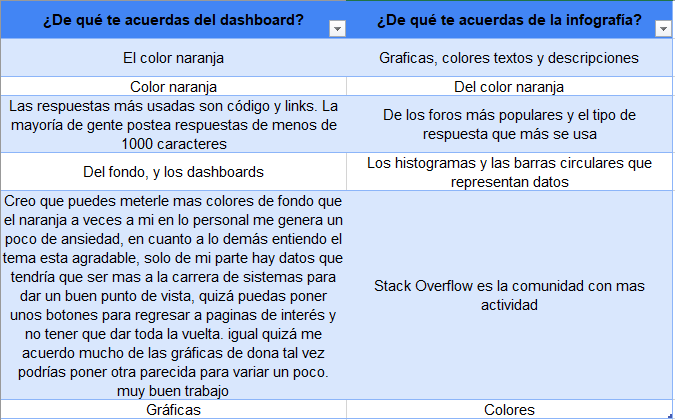 ¿De qué te acuerdas del dashboard?
¿De qué te acuerdas de la infografía?
El color naranja
Graficas, colores textos y descripciones
Color naranja
Del color naranja
Las respuestas más usadas son código y links. La
mayoría de gente postea respuestas de menos de
1000 caracteres
De los foros más populares y el tipo de
respuesta que más se usa
Del fondo, y los dashboards
Los histogramas y las barras circulares que
representan datos
Creo que puedes meterle mas colores de fondo que
el naranja a veces a mi en lo personal me genera un
poco de ansiedad, en cuanto a lo demás entiendo el
tema esta agradable, solo de mi parte hay datos que
tendría que ser mas a la carrera de sistemas para
dar un buen punto de vista, quizá puedas poner
unos botones para regresar a paginas de interés y
no tener que dar toda la vuelta. igual quizá me
acuerdo mucho de las gráficas de dona tal vez
podrías poner otra parecida para variar un poco.
muy buen trabajo
Stack Overflow es la comunidad con mas
actividad
Gráficas
Colores